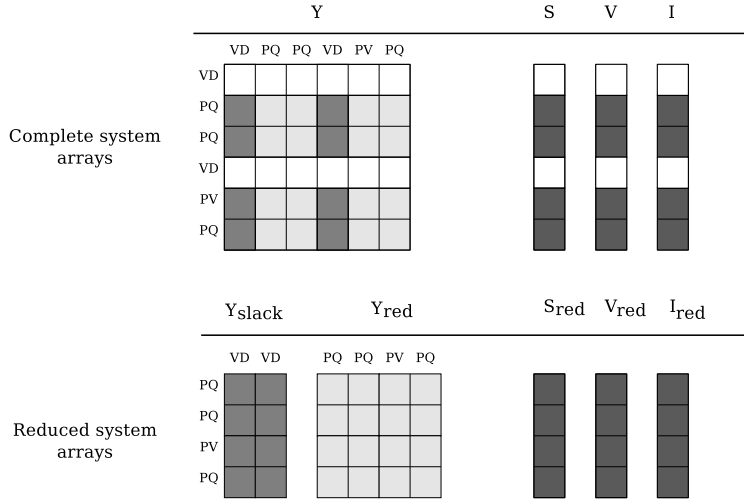 Y S V I
VD PQ PQ VD PV PQ
VD
PQ
PQ
VD
PV
PQ
Complete system
arrays
Yslack Yred Sred Vred Ired
VD VD PQ PQ PV PQ
PQ
PQ
PV
PQ
Reduced system
arrays